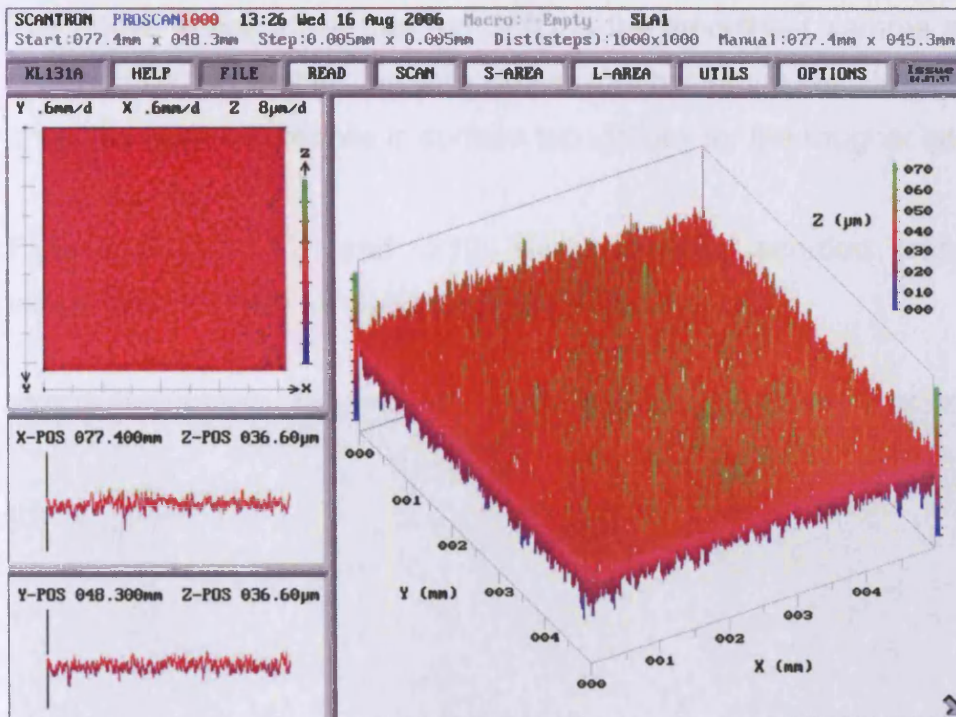 SCANTRON PROSCAN1000 13:26 Wed 16 Aug 2006 Macro: -Empty SLA1
Start:077.4mm x 048.3mm Step:0.005mm x 0.005mm Dist(steps):1000x1000 Manual:077.4mm x 045.3mm
XL131A HELP FILE READ SCAN S-AREA L-AREA UTILS OPTIONS Issue
Y .6mm/d X .6mm/d Z 8µm/d
Z
Y X
X-POS 077.400mm Z-POS 036.60µm
Y-POS 048.300mm Z-POS 036.60µm
Z (µm)
070
060
050
040
030
020
010
000
000
001
002
003
004
Y (mm)
000
001
002
003
004
X (mm)